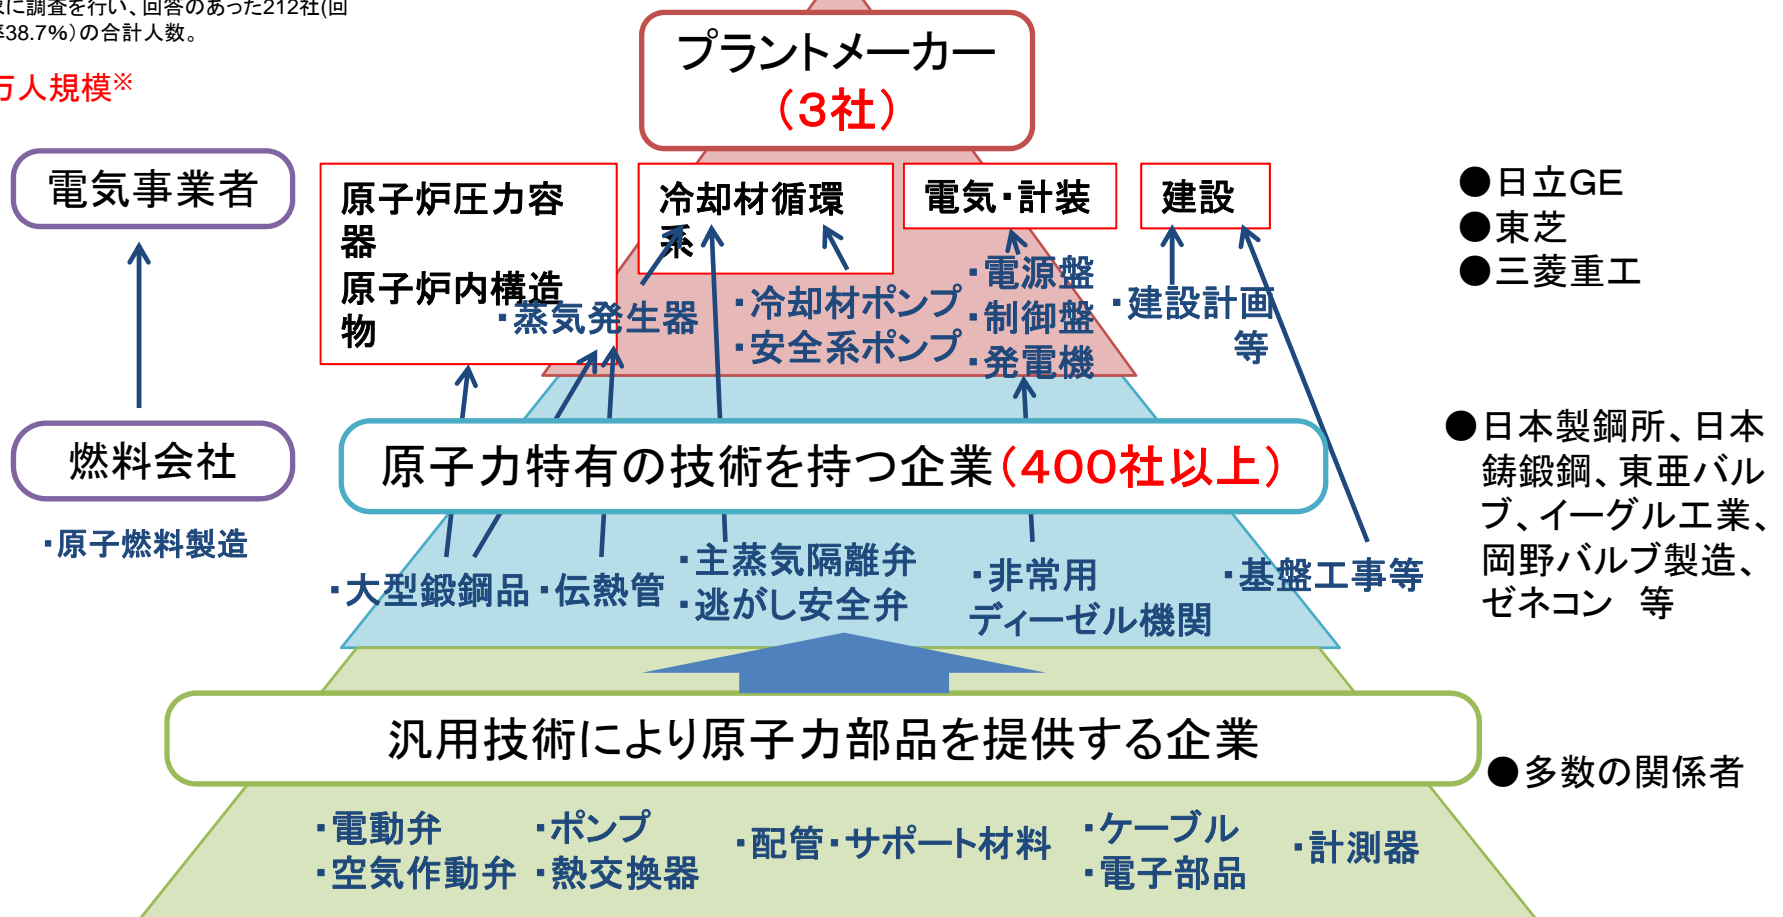 に調査を行い、回答のあった212社(回
率38.7%)の合計人数。
万人規模※
プラントメーカー
(3社)
電気事業者
原子炉圧力容
器
原子炉内構造
物
冷却材循環
系
電気・計装
建設
●日立GE
●東芝
●三菱重工
・蒸気発生器
・冷却材ポンプ
・安全系ポンプ
・電源盤
・制御盤
・発電機
・建設計画
等
燃料会社
・原子燃料製造
原子力特有の技術を持つ企業(400社以上)
●日本製鋼所、日本
鋳鍛鋼、東亜バル
ブ、イーグル工業、
岡野バルブ製造、
ゼネコン 等
・大型鍛鋼品
・伝熱管
・主蒸気隔離弁
・逃がし安全弁
・非常用
ディーゼル機関
・基盤工事等
汎用技術により原子力部品を提供する企業
●多数の関係者
・電動弁
・空気作動弁
・ポンプ
・熱交換器
・配管・サポート材料
・ケーブル
・電子部品
・計測器